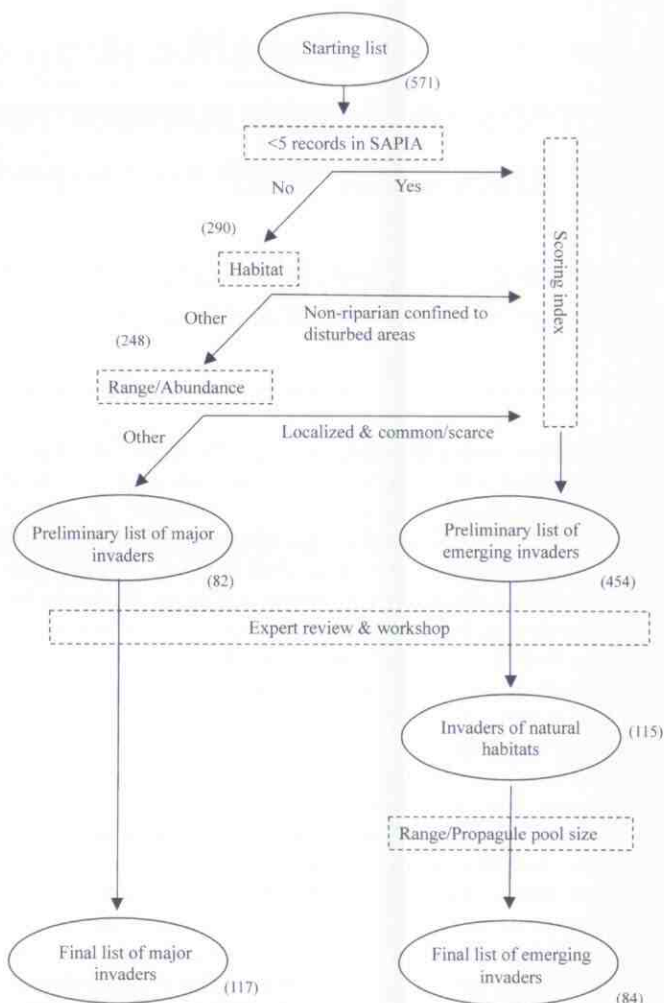 Starting list
(571)
<5 records in SAPIA
No
Yes
(290)
Habitat
Other
Non-riparian confined to
disturbed areas
(248)
Range/Abundance
Other
Localized & common/scarce
Scoring index
Preliminary list of major
invaders
(82)
Preliminary list of
emerging invaders
(454)
Expert review & workshop
Invaders of natural
habitats
(115)
Range/Propagule pool size
Final list of major
invaders
(117)
Final list of emerging
invaders
(84)